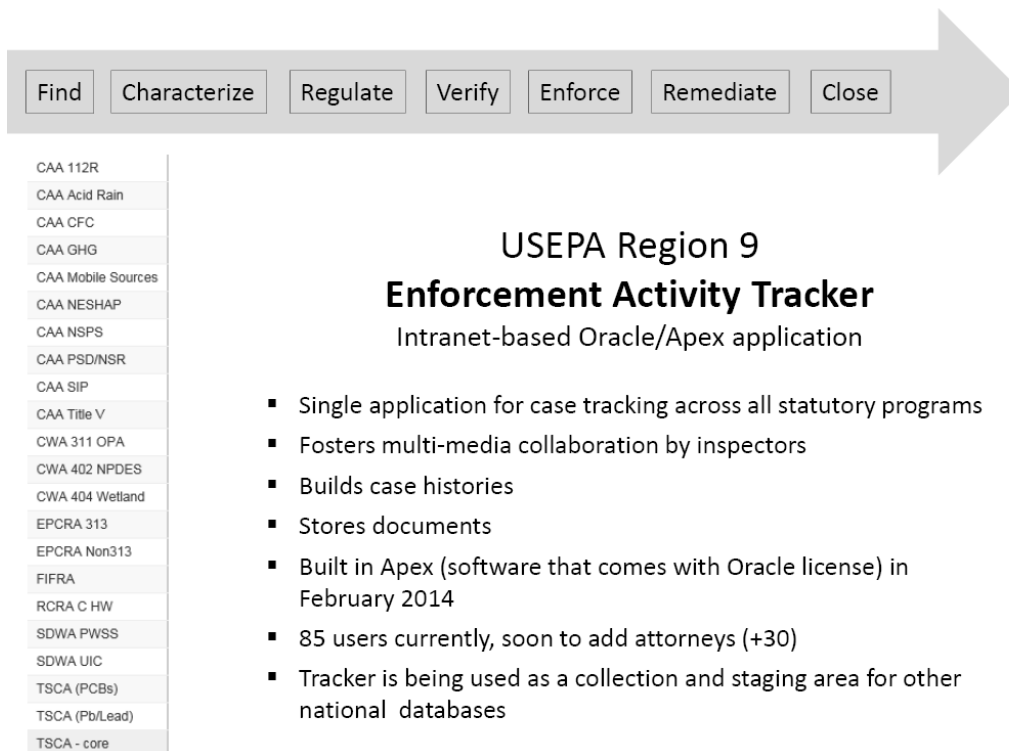 Find Characterize Regulate Verify Enforce Remediate Close
CAA 112R
CAA Acid Rain
CAA CFC
CAA GHG
CAA Mobile Sources
CAA NESHAP
CAA NSPS
CAA PSD/NSR
CAA SIP
CAA Title V
CWA 311 OPA
CWA 402 NPDES
CWA 404 Wetland
EPCRA 313
EPCRA Non313
FIFRA
RCRA C HW
SDWA PWSS
SDWA UIC
TSCA (PCBs)
TSCA (Pb/Lead)
TSCA - core
USEPA Region 9
Enforcement Activity Tracker
Intranet-based Oracle/Apex application
▪ Single application for case tracking across all statutory programs
▪ Fosters multi-media collaboration by inspectors
▪ Builds case histories
▪ Stores documents
▪ Built in Apex (software that comes with Oracle license) in
February 2014
▪ 85 users currently, soon to add attorneys (+30)
▪ Tracker is being used as a collection and staging area for other
national databases